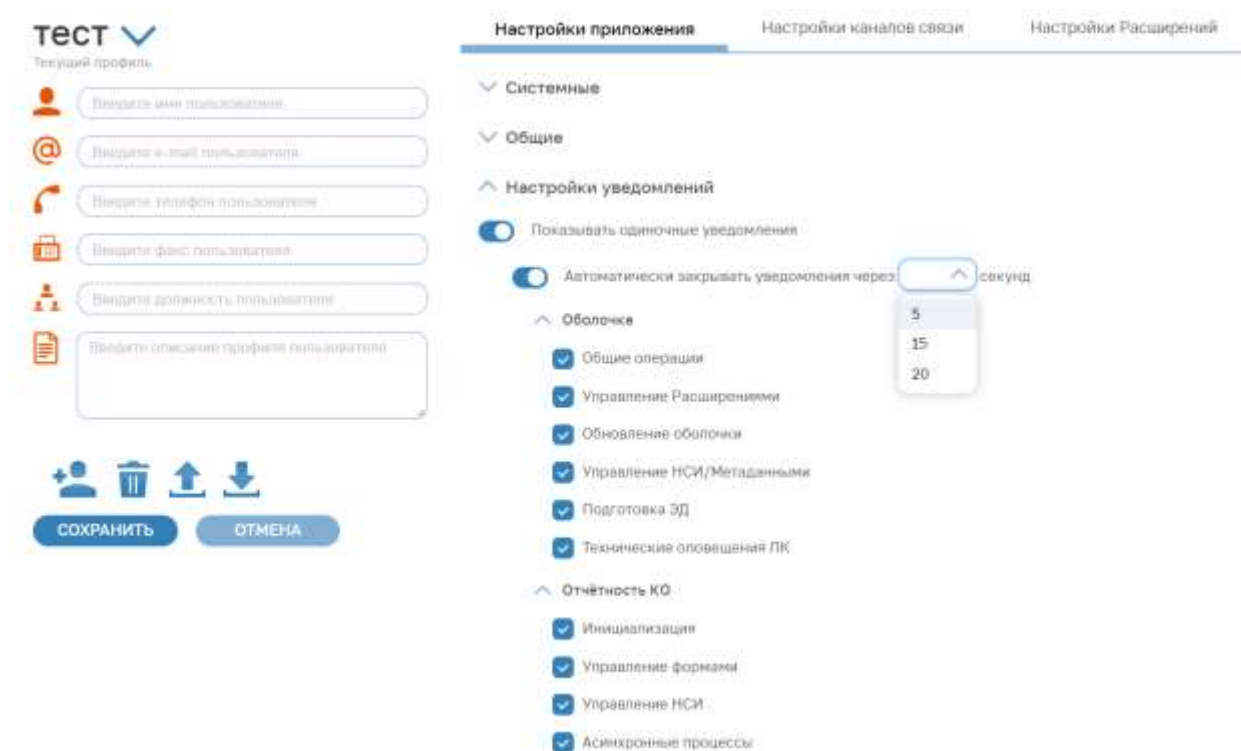 тест
Текущий профиль
Введите имя пользователя
Введите e-mail пользователя
Введите телефон пользователя
Введите факс пользователя
Введите должность пользователя
Введите описание профиля пользователя
СОХРАНИТЬ
ОТМЕНА
Настройки приложения
Настройки каналов связи
Настройки Расширений
Системные
Общие
Настройки уведомлений
Показывать одиночные уведомления
Автоматически закрывать уведомления через секунд
5
15
20
Оболочка
Общие операции
Управление Расширениями
Обновление оболочки
Управление НСИ/Метаданными
Подготовка ЭД
Технические оповещения ЛК
Отчётность КО
Инициализация
Управление формами
Управление НСИ
Асинхронные процессы